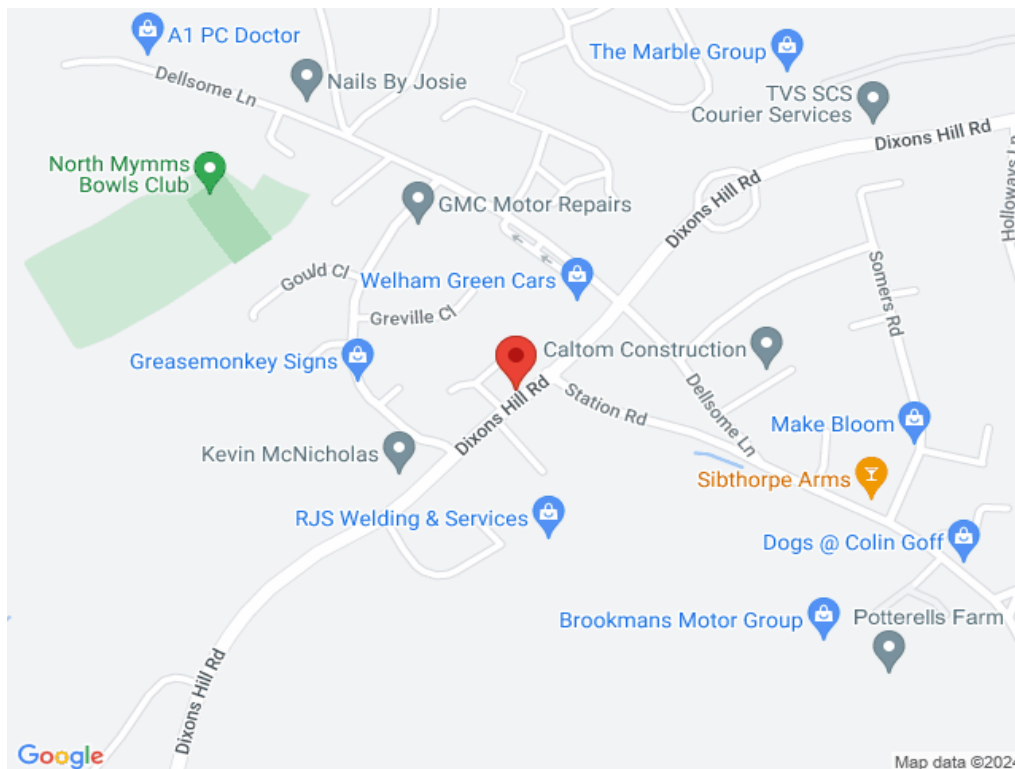 A1 PC Doctor
Dellsome Ln
Nails By Josie
The Marble Group
TVS SCS
Courier Services
Dixons Hill Rd
Holloways Ln
North Mymms
Bowls Club
GMC Motor Repairs
Dixons Hill Rd
Gould Cl
Welham Green Cars
Somers Rd
Greville Cl
Greasemonkey Signs
Caltom Construction
Dixons Hill Rd
Station Rd
Dellsome Ln
Make Bloom
Kevin McNicholas
Sibthorpe Arms
RJS Welding & Services
Dogs @ Colin Goff
Brookmans Motor Group
Potterells Farm
Dixons Hill Rd
Google
Map data ©2024